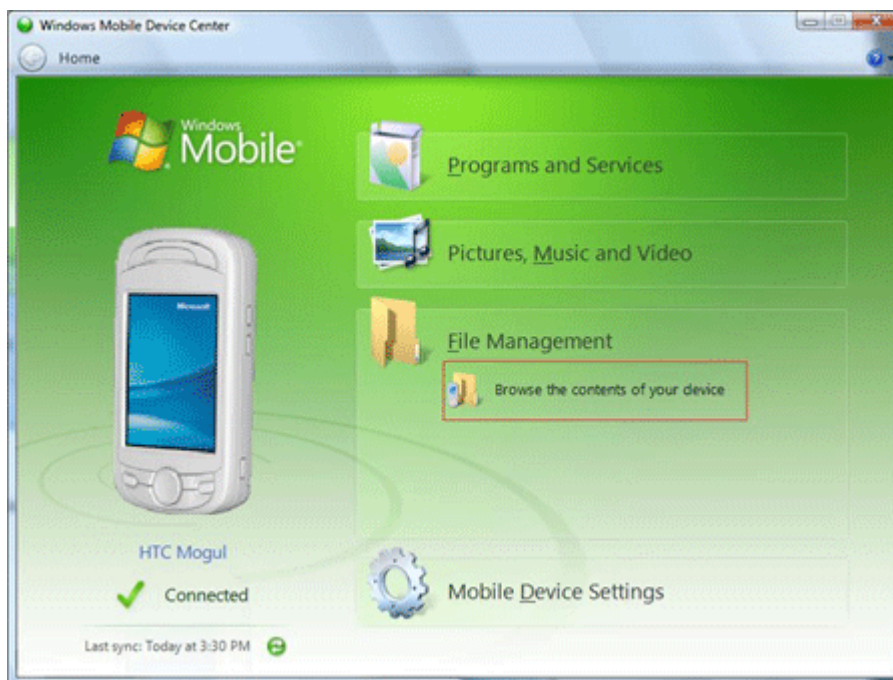 Windows Mobile Device Center
Home
Windows
Mobile
Programs and Services
Pictures, Music and Video
File Management
Browse the contents of your device
Microsoft
HTC Mogul
Connected
Mobile Device Settings
Last sync: Today at 3:30 PM